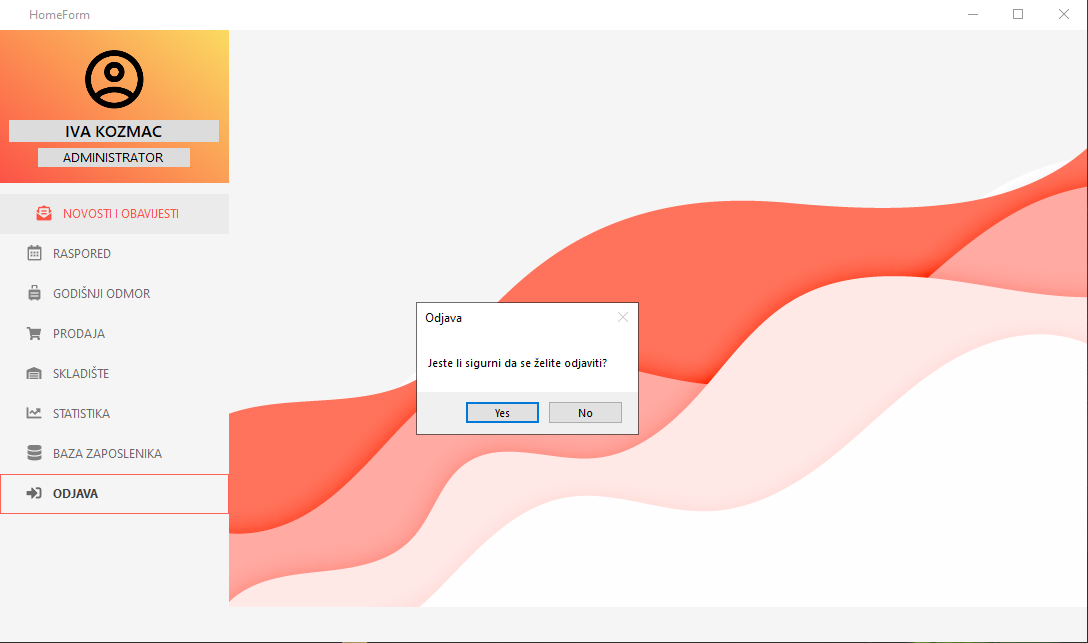 HomeForm
IVA KOZMAC
ADMINISTRATOR
NOVOSTI I OBAVIJESTI
RASPORED
GODIŠNJI ODMOR
PRODAJA
SKLADIŠTE
STATISTIKA
BAZA ZAPOSLENIKA
ODJAVA
Odjava
Jeste li sigurni da se želite odjaviti?
Yes
No